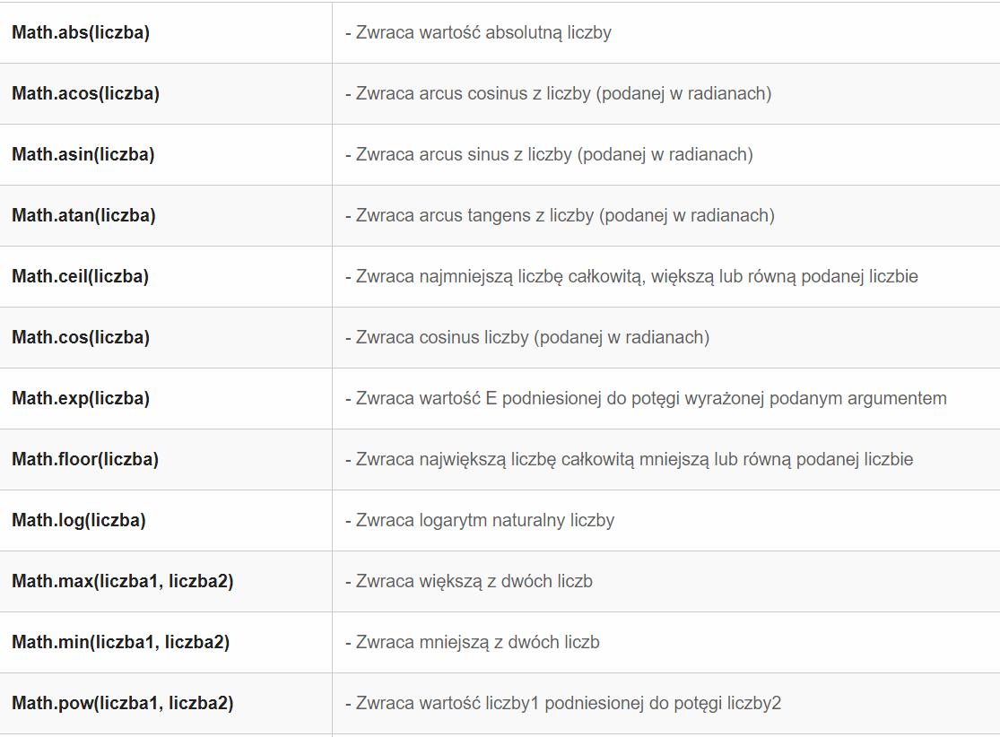 Math.abs(liczba) - Zwraca wartość absolutną liczby
Math.acos(liczba) - Zwraca arcus cosinus z liczby (podanej w radianach)
Math.asin(liczba) - Zwraca arcus sinus z liczby (podanej w radianach)
Math.atan(liczba) - Zwraca arcus tangens z liczby (podanej w radianach)
Math.ceil(liczba) - Zwraca najmniejszą liczbę całkowitą, większą lub równą podanej liczbie
Math.cos(liczba) - Zwraca cosinus liczby (podanej w radianach)
Math.exp(liczba) - Zwraca wartość E podniesionej do potęgi wyrażonej podanym argumentem
Math.floor(liczba) - Zwraca największą liczbę całkowitą mniejszą lub równą podanej liczbie
Math.log(liczba) - Zwraca logarytm naturalny liczby
Math.max(liczba1, liczba2) - Zwraca większą z dwóch liczb
Math.min(liczba1, liczba2) - Zwraca mniejszą z dwóch liczb
Math.pow(liczba1, liczba2) - Zwraca wartość liczby1 podniesionej do potęgi liczby2